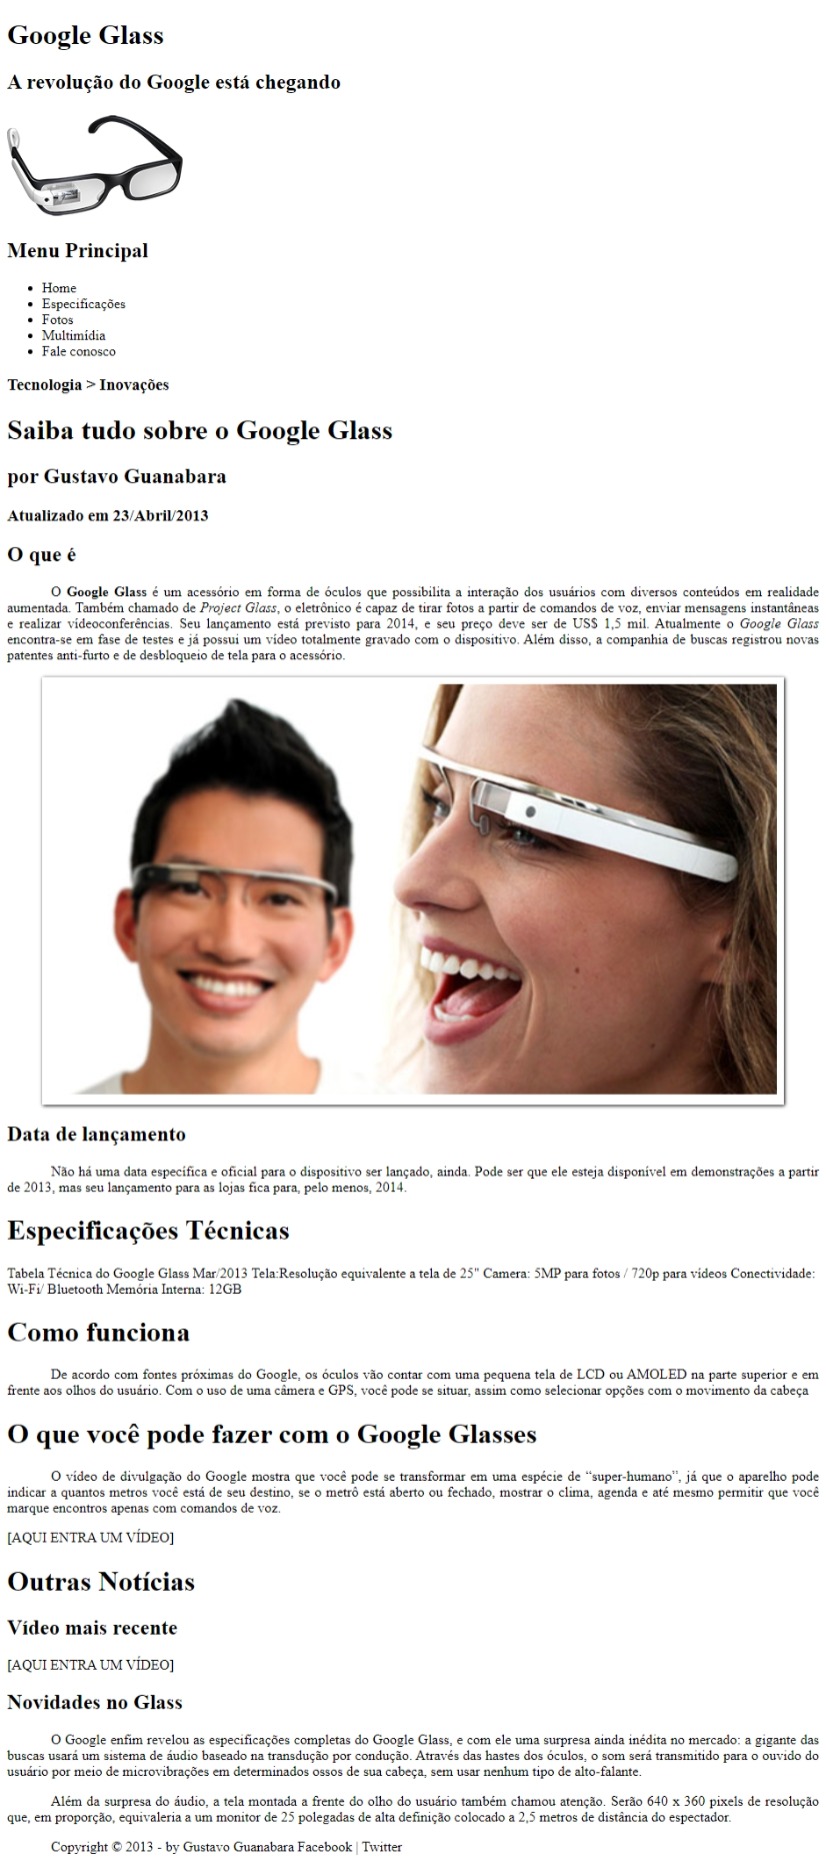 Google Glass
A revolução do Google está chegando
Menu Principal
Home
Especificações
Fotos
Multimídia
Fale conosco
Tecnologia > Inovações
Saiba tudo sobre o Google Glass
por Gustavo Guanabara
Atualizado em 23/Abril/2013
O que é
O Google Glass é um acessório em forma de óculos que possibilita a interação dos usuários com diversos conteúdos em realidade
aumentada. Também chamado de Project Glass, o eletrônico é capaz de tirar fotos a partir de comandos de voz, enviar mensagens instantâneas
e realizar vídeoconferências. Seu lançamento está previsto para 2014, e seu preço deve ser de US$ 1,5 mil. Atualmente o Google Glass
encontra-se em fase de testes e já possui um vídeo totalmente gravado com o dispositivo. Além disso, a companhia de buscas registrou novas
patentes anti-furto e de desbloqueio de tela para o acessório.
Data de lançamento
Não há uma data específica e oficial para o dispositivo ser lançado, ainda. Pode ser que ele esteja disponível em demonstrações a partir
de 2013, mas seu lançamento para as lojas fica para, pelo menos, 2014.
Especificações Técnicas
Tabela Técnica do Google Glass Mar/2013 Tela:Resolução equivalente a tela de 25" Camera: 5MP para fotos / 720p para vídeos Conectividade:
Wi-Fi/ Bluetooth Memória Interna: 12GB
Como funciona
De acordo com fontes próximas do Google, os óculos vão contar com uma pequena tela de LCD ou AMOLED na parte superior e em
frente aos olhos do usuário. Com o uso de uma câmera e GPS, você pode se situar, assim como selecionar opções com o movimento da cabeça
O que você pode fazer com o Google Glasses
O vídeo de divulgação do Google mostra que você pode se transformar em uma espécie de “super-humano”, já que o aparelho pode
indicar a quantos metros você está de seu destino, se o metrô está aberto ou fechado, mostrar o clima, agenda e até mesmo permitir que você
marque encontros apenas com comandos de voz.
[AQUI ENTRA UM VÍDEO]
Outras Notícias
Vídeo mais recente
[AQUI ENTRA UM VÍDEO]
Novidades no Glass
O Google enfim revelou as especificações completas do Google Glass, e com ele uma surpresa ainda inédita no mercado: a gigante das
buscas usará um sistema de áudio baseado na transdução por condução. Através das hastes dos óculos, o som será transmitido para o ouvido do
usuário por meio de microvibrações em determinados ossos de sua cabeça, sem usar nenhum tipo de alto-falante.
Além da surpresa do áudio, a tela montada a frente do olho do usuário também chamou atenção. Serão 640 x 360 pixels de resolução
que, em proporção, equivaleria a um monitor de 25 polegadas de alta definição colocado a 2,5 metros de distância do espectador.
Copyright © 2013 - by Gustavo Guanabara Facebook | Twitter